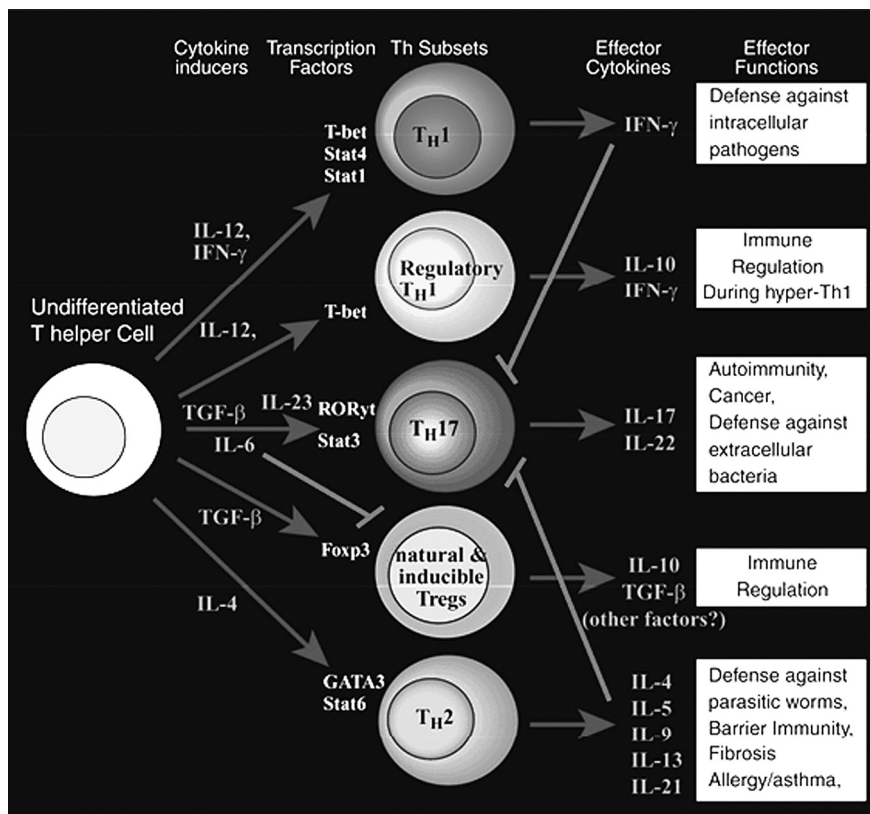 Cytokine
inducers
Transcription
Factors
Th Subsets
Effector
Cytokines
Effector
Functions
Undifferentiated
T helper Cell
IL-12,
IFN-γ
T-bet
Stat4
Stat1
TH1
IFN-γ
Defense against
intracellular
pathogens
IL-12,
T-bet
Regulatory
TH1
IL-10
IFN-γ
Immune
Regulation
During hyper-Th1
TGF-β
IL-23
IL-6
RORyt
Stat3
TH17
IL-17
IL-22
Autoimmunity,
Cancer,
Defense against
extracellular
bacteria
TGF-β
Foxp3
natural &
inducible
Tregs
IL-10
TGF-β
(other factors?)
Immune
Regulation
IL-4
GATA3
Stat6
TH2
IL-4
IL-5
IL-9
IL-13
IL-21
Defense against
parasitic worms,
Barrier Immunity,
Fibrosis
Allergy/asthma,